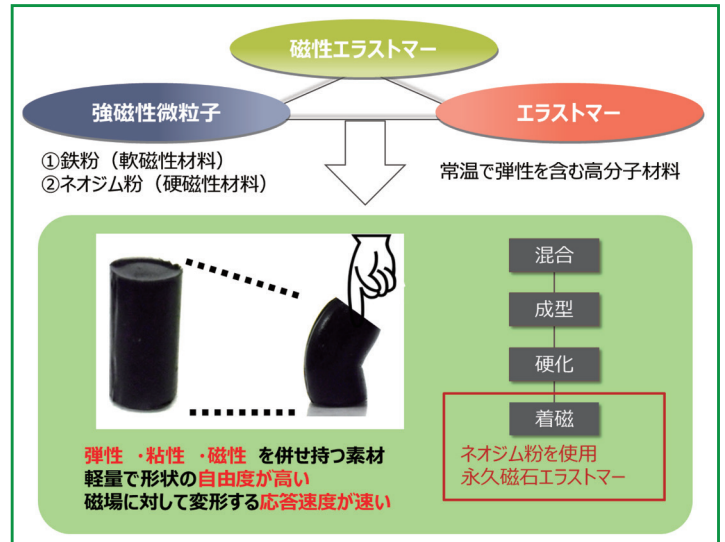 磁性エラストマー
強磁性微粒子
エラストマー
①鉄粉（軟磁性材料）
②ネオジム粉（硬磁性材料）
常温で弾性を含む高分子材料
混合
成型
硬化
着磁
ネオジム粉を使用
永久磁石エラストマー
弾性 ・粘性 ・磁性 を併せ持つ素材
軽量で形状の自由度が高い
磁場に対して変形する応答速度が速い